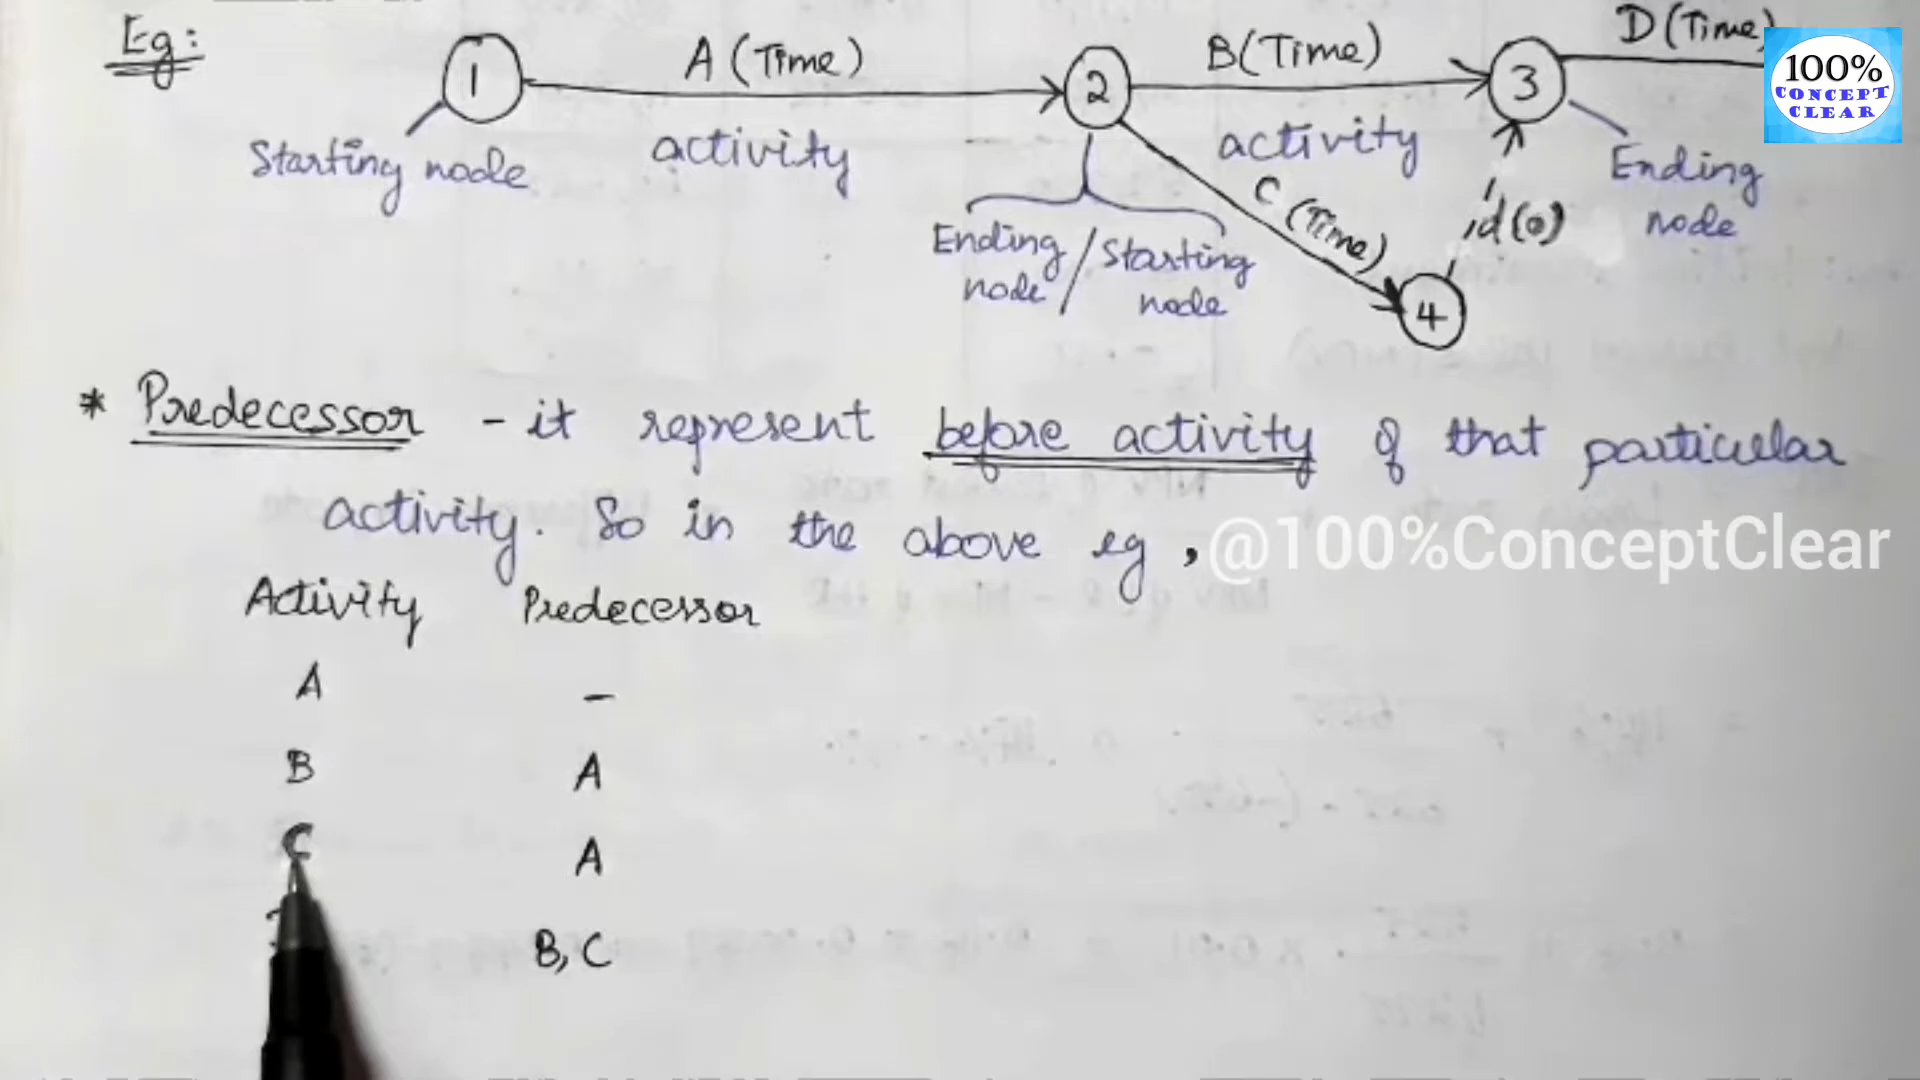 Eg:
1 A (Time) 2 B (Time) 3 D (Time)
100%
CONCEPT
CLEAR
Starting node activity activity Ending node
Ending node / Starting node
C (Time) d(0)
4
* Predecessor - it represent before activity of that particular
activity. So in the above eg,
@100%ConceptClear
Activity Predecessor
A -
B A
C A
B, C